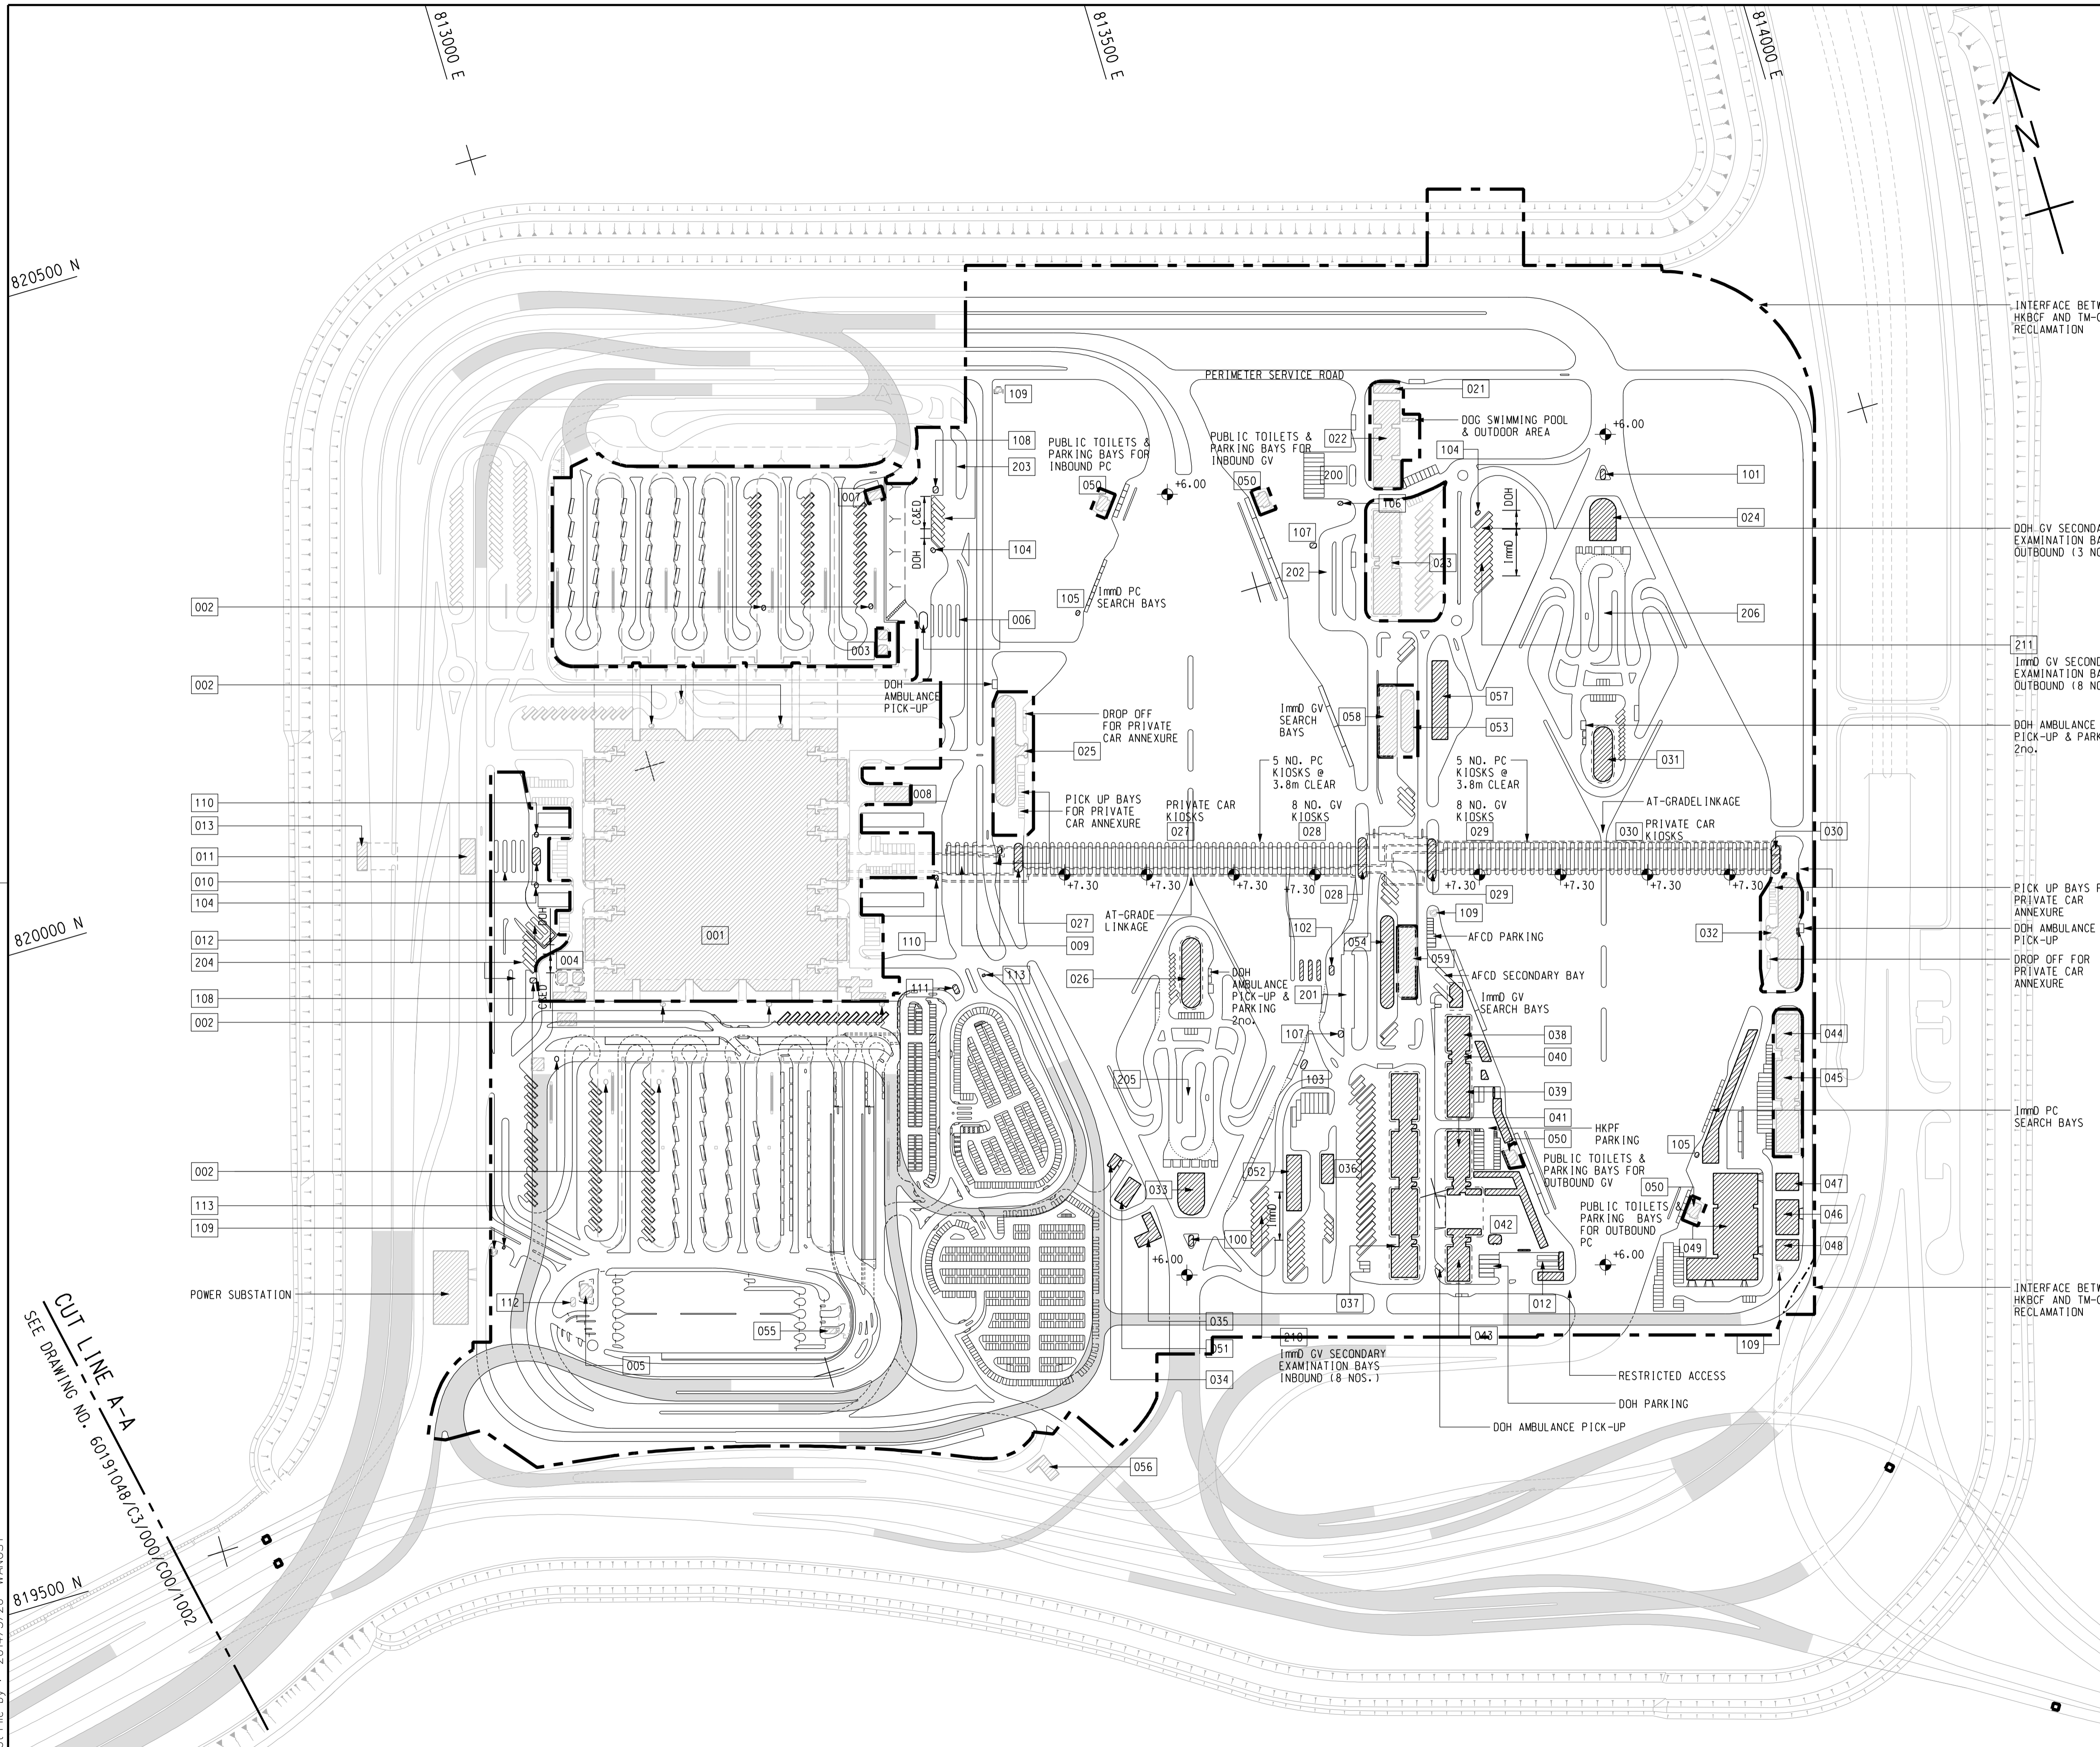 813000 E
813500 E
814000 E
N
820500 N
INTERFACE BETW
HKBCF AND TM-C
RECLAMATION
PERIMETER SERVICE ROAD
109
021
DOG SWIMMING POOL
& OUTDOOR AREA
+6.00
108
PUBLIC TOILETS &
PARKING BAYS FOR
INBOUND PC
PUBLIC TOILETS &
PARKING BAYS FOR
INBOUND GV
022
104
203
200
101
050
+6.00
050
007
C&ED
106
DOH
024
DOH GV SECONDA
EXAMINATION BA
OUTBOUND (3 NO
107
104
DOH
ImmD
023
202
002
105
ImmD PC
SEARCH BAYS
006
206
003
211
ImmD GV SECOND
EXAMINATION BA
OUTBOUND (8 NO
002
DOH
AMBULANCE
PICK-UP
057
DROP OFF
FOR PRIVATE
CAR ANNEXURE
ImmD GV
SEARCH
BAYS
058
053
DOH AMBULANCE
PICK-UP & PARK
2no.
025
031
5 NO. PC
KIOSKS @
3.8m CLEAR
5 NO. PC
KIOSKS @
3.8m CLEAR
008
110
PICK UP BAYS
FOR PRIVATE
CAR ANNEXURE
PRIVATE CAR
KIOSKS
027
8 NO. GV
KIOSKS
028
8 NO. GV
KIOSKS
029
AT-GRADELINKAGE
030
PRIVATE CAR
KIOSKS
030
013
011
010
+7.30
+7.30
+7.30
+7.30
+7.30
+7.30
+7.30
+7.30
028
029
PICK UP BAYS F
PRIVATE CAR
ANNEXURE
104
DOH
820000 N
012
001
110
027
AT-GRADE
LINKAGE
102
109
AFCD PARKING
032
DOH AMBULANCE
PICK-UP
009
054
204
004
113
026
DOH
AMBULANCE
PICK-UP &
PARKING
2no.
059
DROP OFF FOR
PRIVATE CAR
ANNEXURE
AFCD SECONDARY BAY
C&ED
111
201
ImmD GV
SEARCH BAYS
108
002
107
038
044
040
103
205
045
039
041
ImmD PC
SEARCH BAYS
HKPF
PARKING
050
105
002
052
036
PUBLIC TOILETS &
PARKING BAYS FOR
OUTBOUND GV
033
050
047
113
ImmD
PUBLIC TOILETS &
PARKING BAYS
FOR OUTBOUND
PC
046
109
042
100
049
048
+6.00
+6.00
POWER SUBSTATION
112
037
012
INTERFACE BETW
HKBCF AND TM-C
RECLAMATION
055
035
210
043
109
005
051
ImmD GV SECONDARY
EXAMINATION BAYS
INBOUND (8 NOS.)
034
RESTRICTED ACCESS
DOH PARKING
DOH AMBULANCE PICK-UP
056
CUT LINE A-A
SEE DRAWING NO. 60191048/C3/000/C00/1002
819500 N